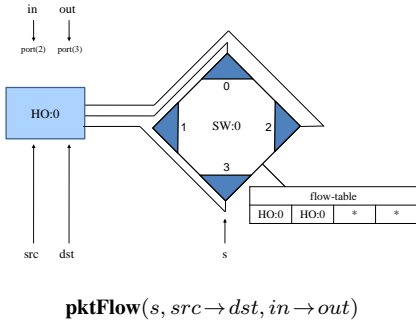 in out
port(2) port(3)
HO:0
0
1 SW:0 2
3
flow-table
HO:0 HO:0 * *
src dst s
pktFlow(s, src→dst, in→out)